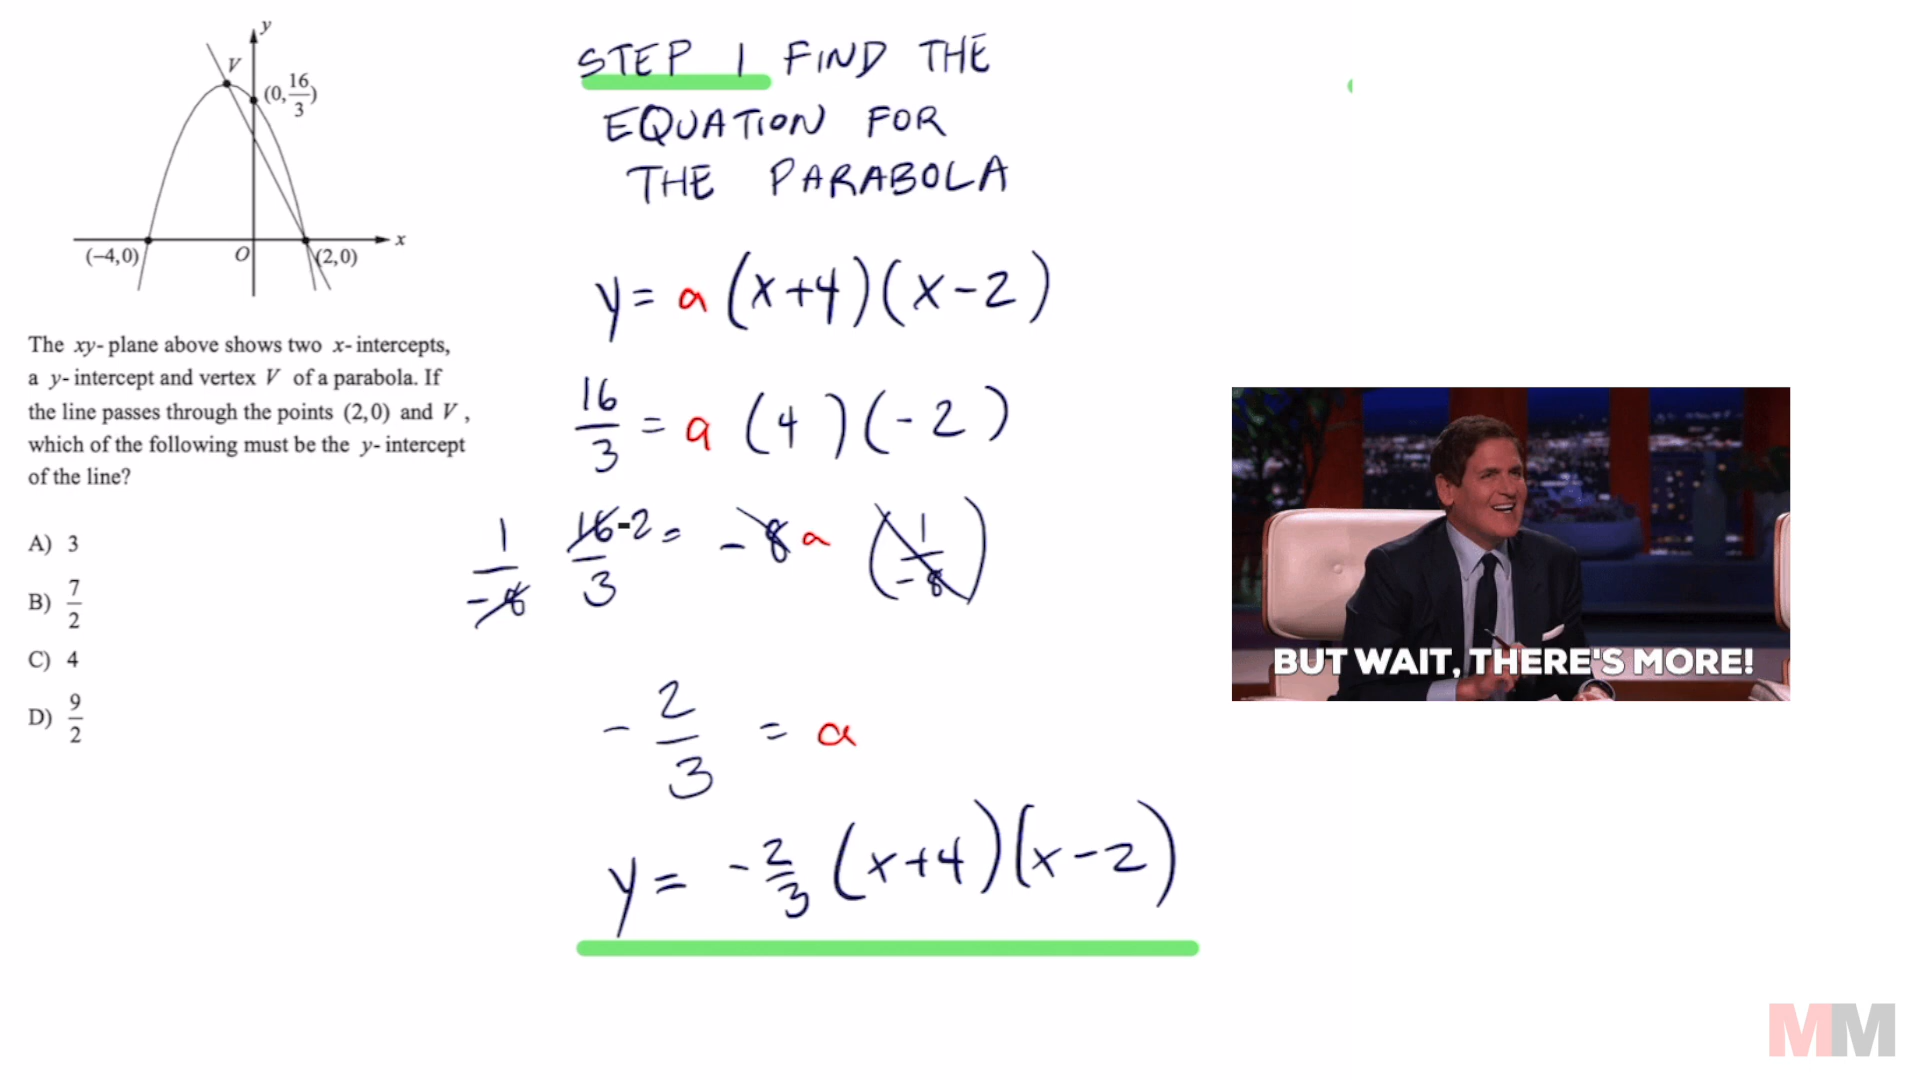 y
V
(0, 16/3)
(–4,0)
O
(2,0)
x
The xy- plane above shows two x- intercepts,
a y- intercept and vertex V of a parabola. If
the line passes through the points (2,0) and V ,
which of the following must be the y- intercept
of the line?
A) 3
B) 7/2
C) 4
D) 9/2
STEP 1 FIND THE
EQUATION FOR
THE PARABOLA
y = a (x+4)(x-2)
16/3 = a (4)(-2)
1/-8 16/3 -2 = -8a (1/-8)
- 2/3 = a
y = -2/3 (x+4)(x-2)
BUT WAIT, THERE'S MORE!
MM